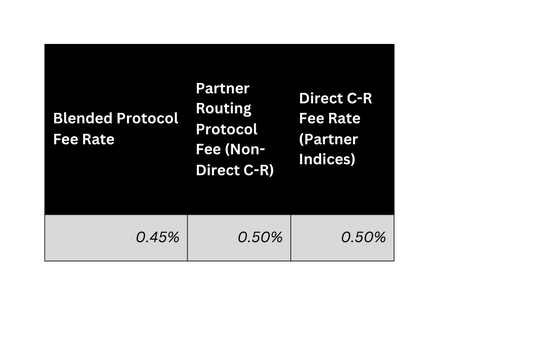 Blended Protocol
Fee Rate
Partner
Routing
Protocol
Fee (Non-
Direct C-R)
Direct C-R
Fee Rate
(Partner
Indices)
0.45%
0.50%
0.50%